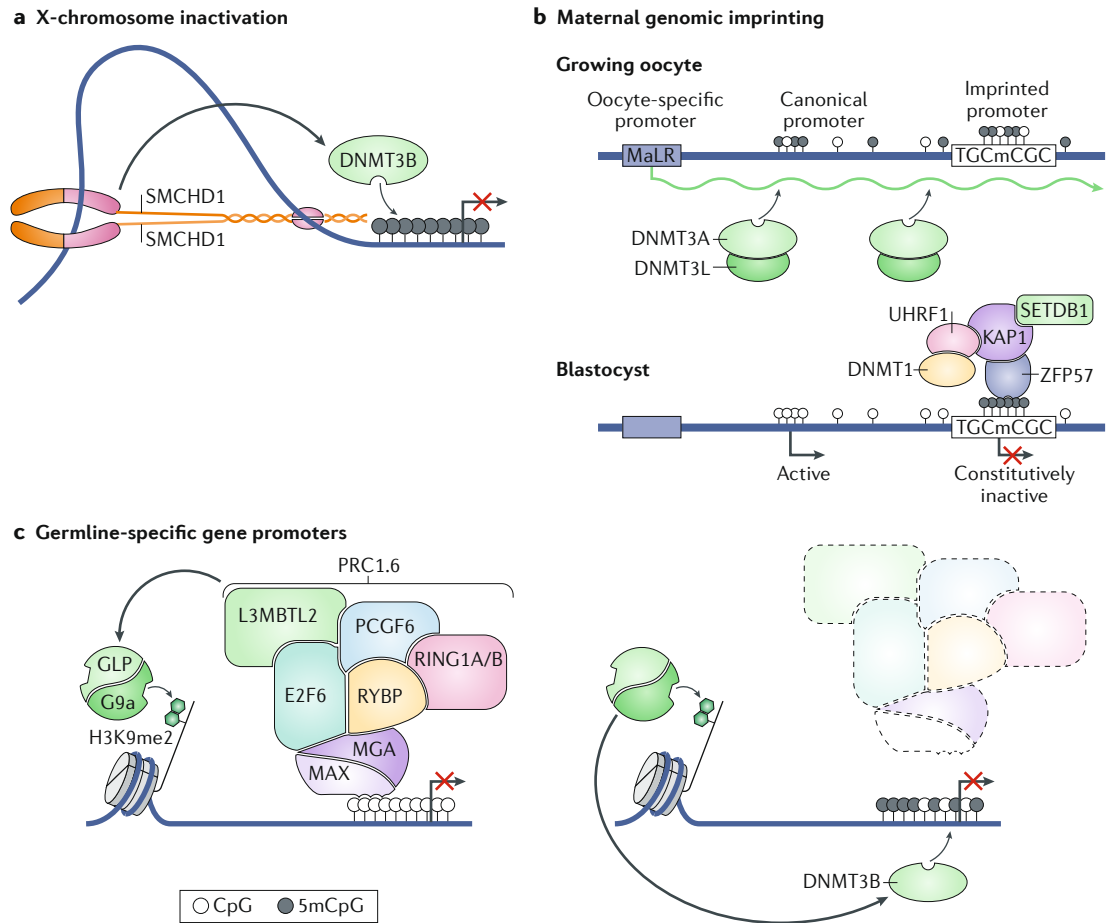 a X-chromosome inactivation
SMCHD1
SMCHD1
DNMT3B
b Maternal genomic imprinting
Growing oocyte
Oocyte-specific
promoter
Canonical
promoter
Imprinted
promoter
MaLR
TGCmCGC
DNMT3A
DNMT3L
Blastocyst
UHRF1
DNMT1
KAP1
SETDB1
ZFP57
TGCmCGC
Active
Constitutively
inactive
c Germline-specific gene promoters
PRC1.6
L3MBTL2
PCGF6
RING1A/B
E2F6
RYBP
MGA
MAX
GLP
G9a
H3K9me2
DNMT3B
CpG
5mCpG